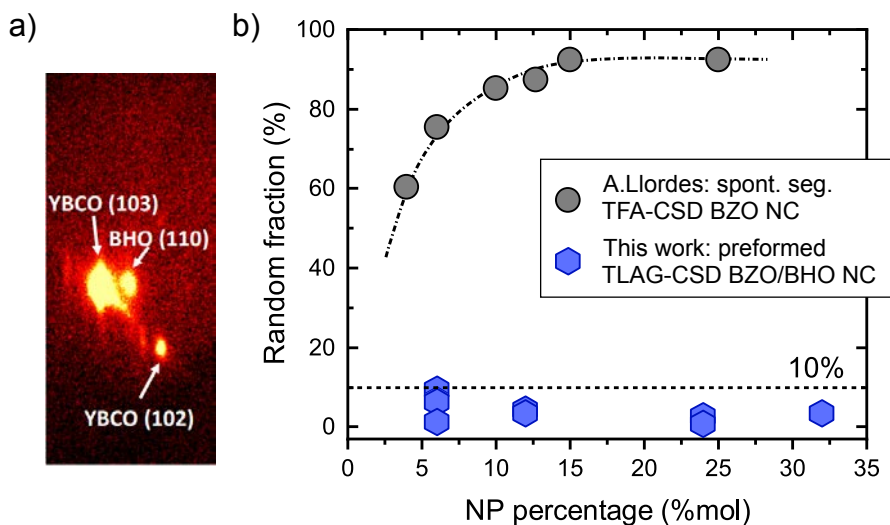 a)
YBCO (103)
BHO (110)
YBCO (102)
b)
Random fraction (%)
100
80
60
40
20
0
A.Llordes: spont. seg.
TFA-CSD BZO NC
This work: preformed
TLAG-CSD BZO/BHO NC
10%
0
5
10
15
20
25
30
35
NP percentage (%mol)